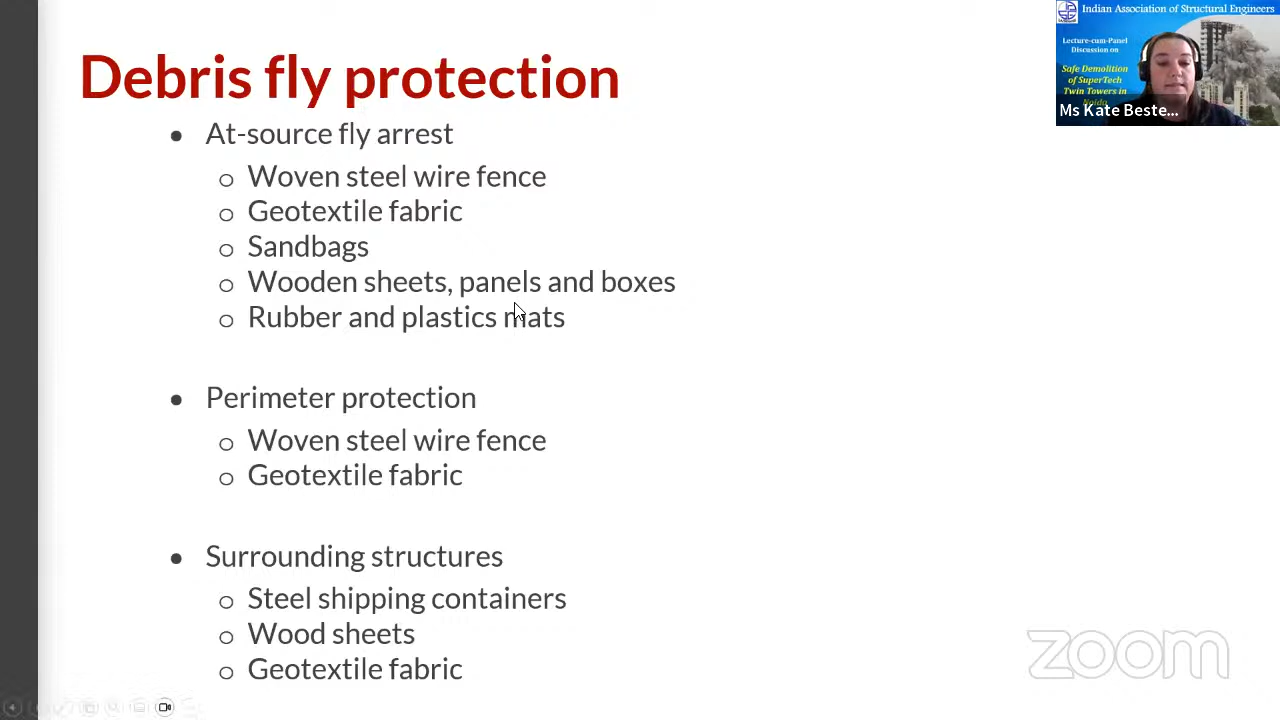 Debris fly protection
• At-source fly arrest
o Woven steel wire fence
o Geotextile fabric
o Sandbags
o Wooden sheets, panels and boxes
o Rubber and plastics mats
• Perimeter protection
o Woven steel wire fence
o Geotextile fabric
• Surrounding structures
o Steel shipping containers
o Wood sheets
o Geotextile fabric
Indian Association of Structural Engineers
Lecture-cum-Panel
Discussion on
Safe Demolition
of SuperTech
Twin Towers in
Noida
Ms Kate Beste...
zoom